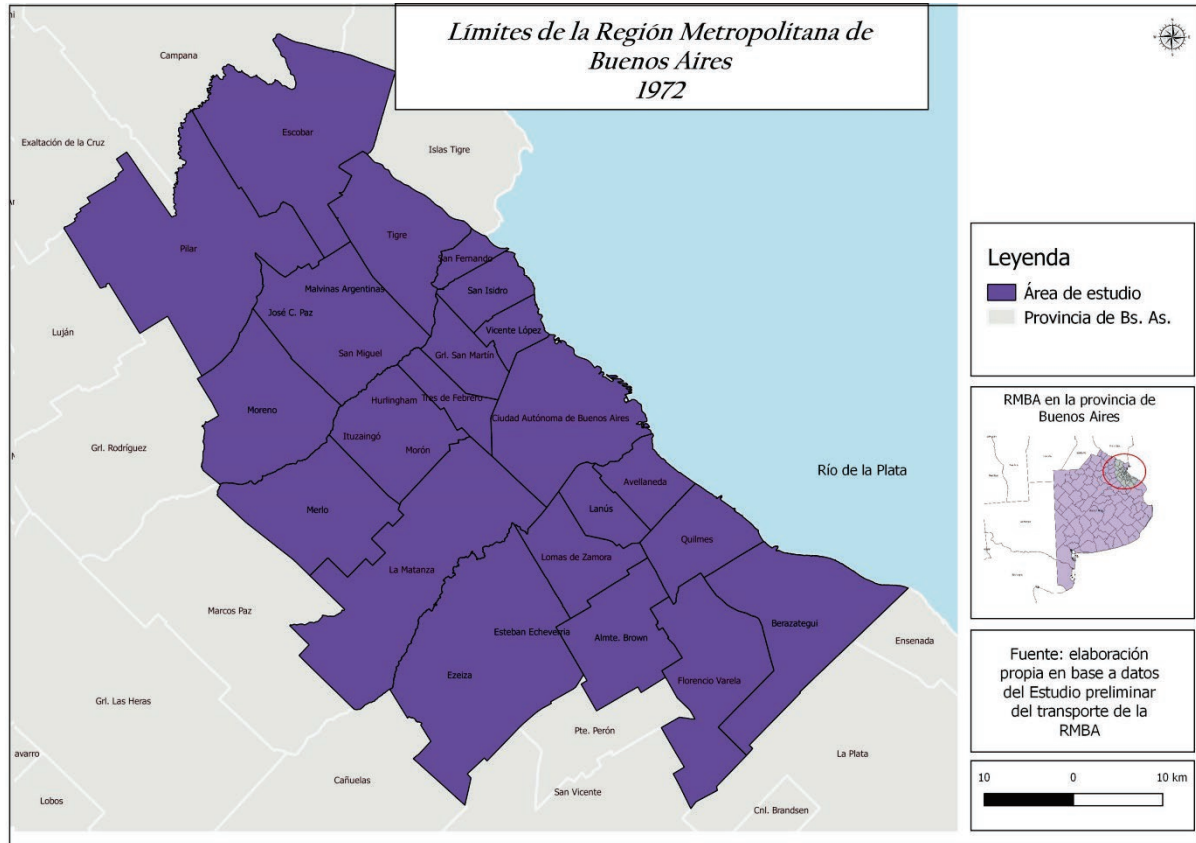 Límites de la Región Metropolitana de
Buenos Aires
1972
Campana
Exaltación de la Cruz
Escobar
Islas Tigre
Pilar
Tigre
San Fernando
Malvinas Argentinas
San Isidro
José C. Paz
Luján
Vicente López
San Miguel
Grl. San Martín
Hurlingham
Tres de Febrero
Moreno
Ciudad Autónoma de Buenos Aires
Ituzaingó
Morón
Grl. Rodríguez
Río de la Plata
Avellaneda
Merlo
Lanús
Quilmes
Lomas de Zamora
La Matanza
Marcos Paz
Berazategui
Esteban Echeverría
Almte. Brown
Ensenada
Ezeiza
Florencio Varela
Grl. Las Heras
Pte. Perón
avarro
La Plata
Cañuelas
San Vicente
Lobos
Cnl. Brandsen
Leyenda
Área de estudio
Provincia de Bs. As.
RMBA en la provincia de
Buenos Aires
Fuente: elaboración
propia en base a datos
del Estudio preliminar
del transporte de la
RMBA
10 0 10 km